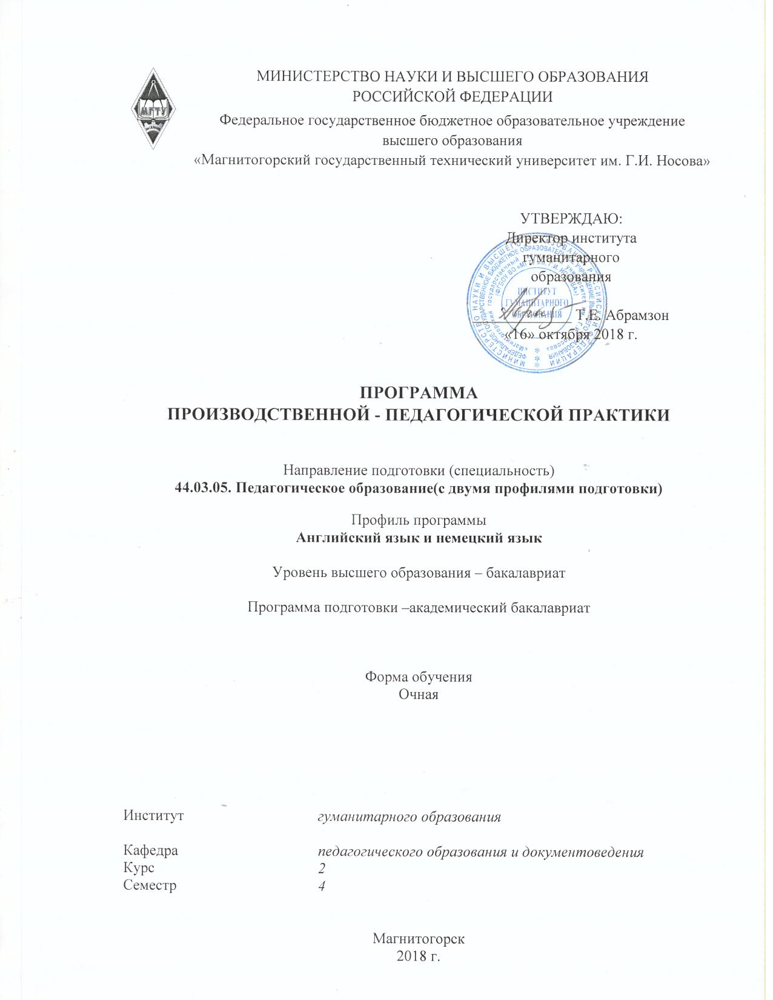 МИНИСТЕРСТВО НАУКИ И ВЫСШЕГО ОБРАЗОВАНИЯ
РОССИЙСКОЙ ФЕДЕРАЦИИ
Федеральное государственное бюджетное образовательное учреждение
высшего образования
«Магнитогорский государственный технический университет им. Г.И. Носова»
МГТУ
УТВЕРЖДАЮ:
Директор института
гуманитарного
образования
ИНСТИТУТ
ГУМАНИТАРНОГО
ОБРАЗОВАНИЯ
Т.Е. Абрамзон
«16» октября 2018 г.
ПРОГРАММА
ПРОИЗВОДСТВЕННОЙ - ПЕДАГОГИЧЕСКОЙ ПРАКТИКИ
Направление подготовки (специальность)
44.03.05. Педагогическое образование(с двумя профилями подготовки)
Профиль программы
Английский язык и немецкий язык
Уровень высшего образования – бакалавриат
Программа подготовки –академический бакалавриат
Форма обучения
Очная
Институт гуманитарного образования
Кафедра педагогического образования и документоведения
Курс 2
Семестр 4
Магнитогорск
2018 г.